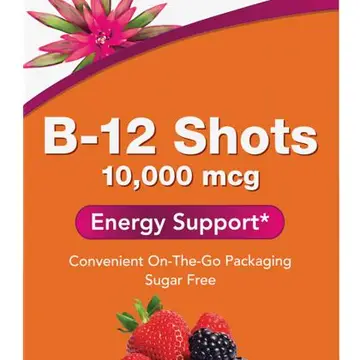 B-12 Shots
10,000 mcg
Energy Support*
Convenient On-The-Go Packaging
Sugar Free